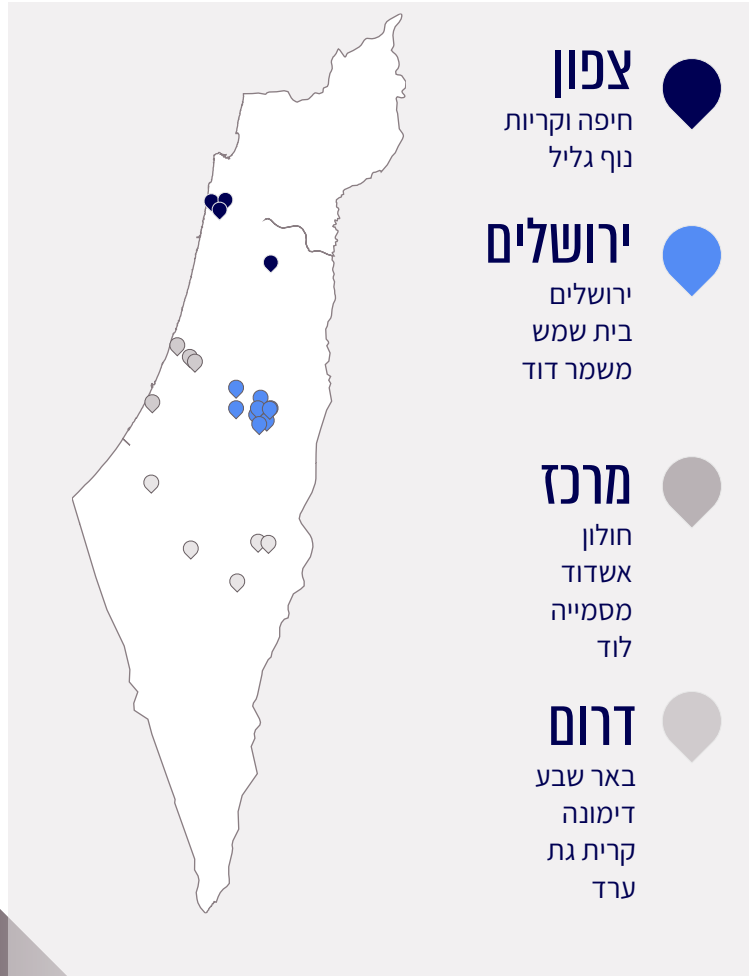 צפון
חיפה וקריות
נוף גליל
ירושלים
ירושלים
בית שמש
משמר דוד
מרכז
חולון
אשדוד
מסמייה
לוד
דרום
באר שבע
דימונה
קרית גת
ערד